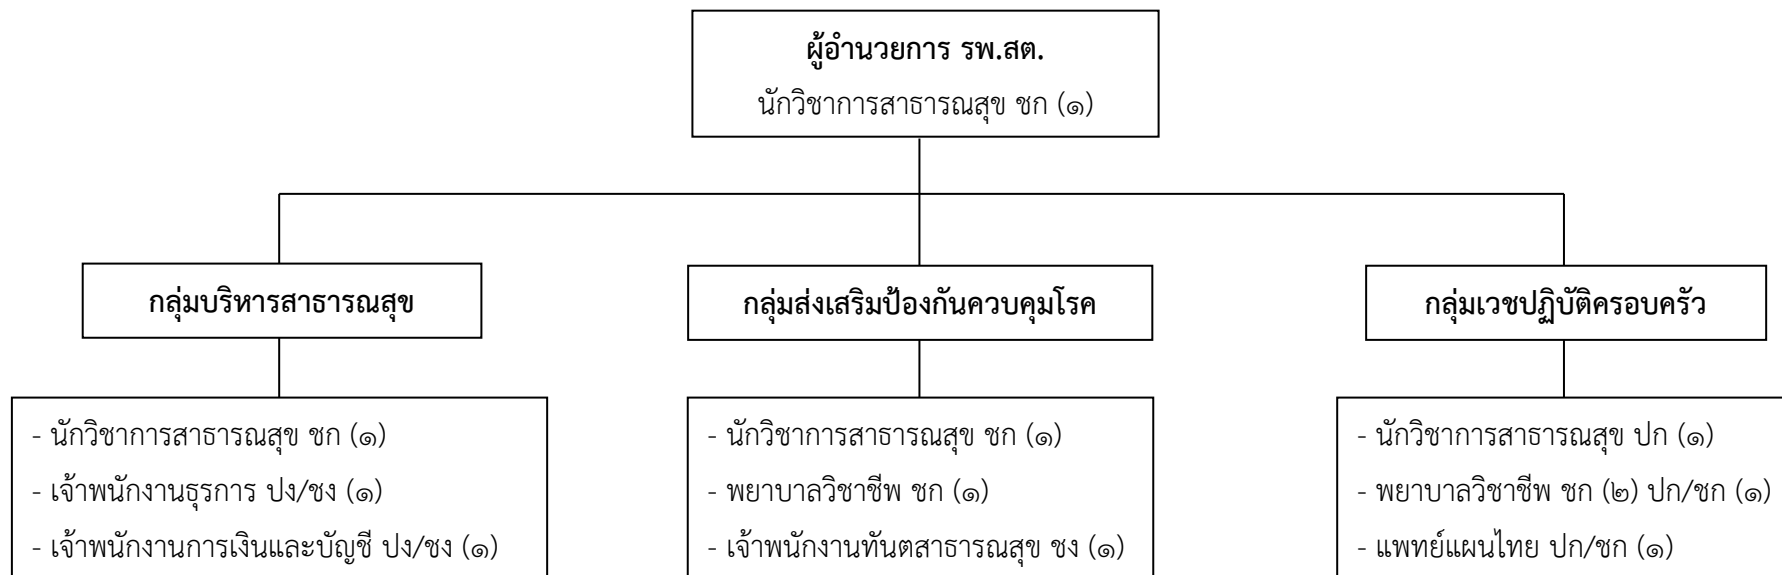 ผู้อำนวยการ รพ.สต.
นักวิชาการสาธารณสุข ชก (๑)
กลุ่มบริหารสาธารณสุข
- นักวิชาการสาธารณสุข ชก (๑)
- เจ้าพนักงานธุรการ ปง/ชง (๑)
- เจ้าพนักงานการเงินและบัญชี ปง/ชง (๑)
กลุ่มส่งเสริมป้องกันควบคุมโรค
- นักวิชาการสาธารณสุข ชก (๑)
- พยาบาลวิชาชีพ ชก (๑)
- เจ้าพนักงานทันตสาธารณสุข ชง (๑)
กลุ่มเวชปฏิบัติครอบครัว
- นักวิชาการสาธารณสุข ปก (๑)
- พยาบาลวิชาชีพ ชก (๒) ปก/ชก (๑)
- แพทย์แผนไทย ปก/ชก (๑)